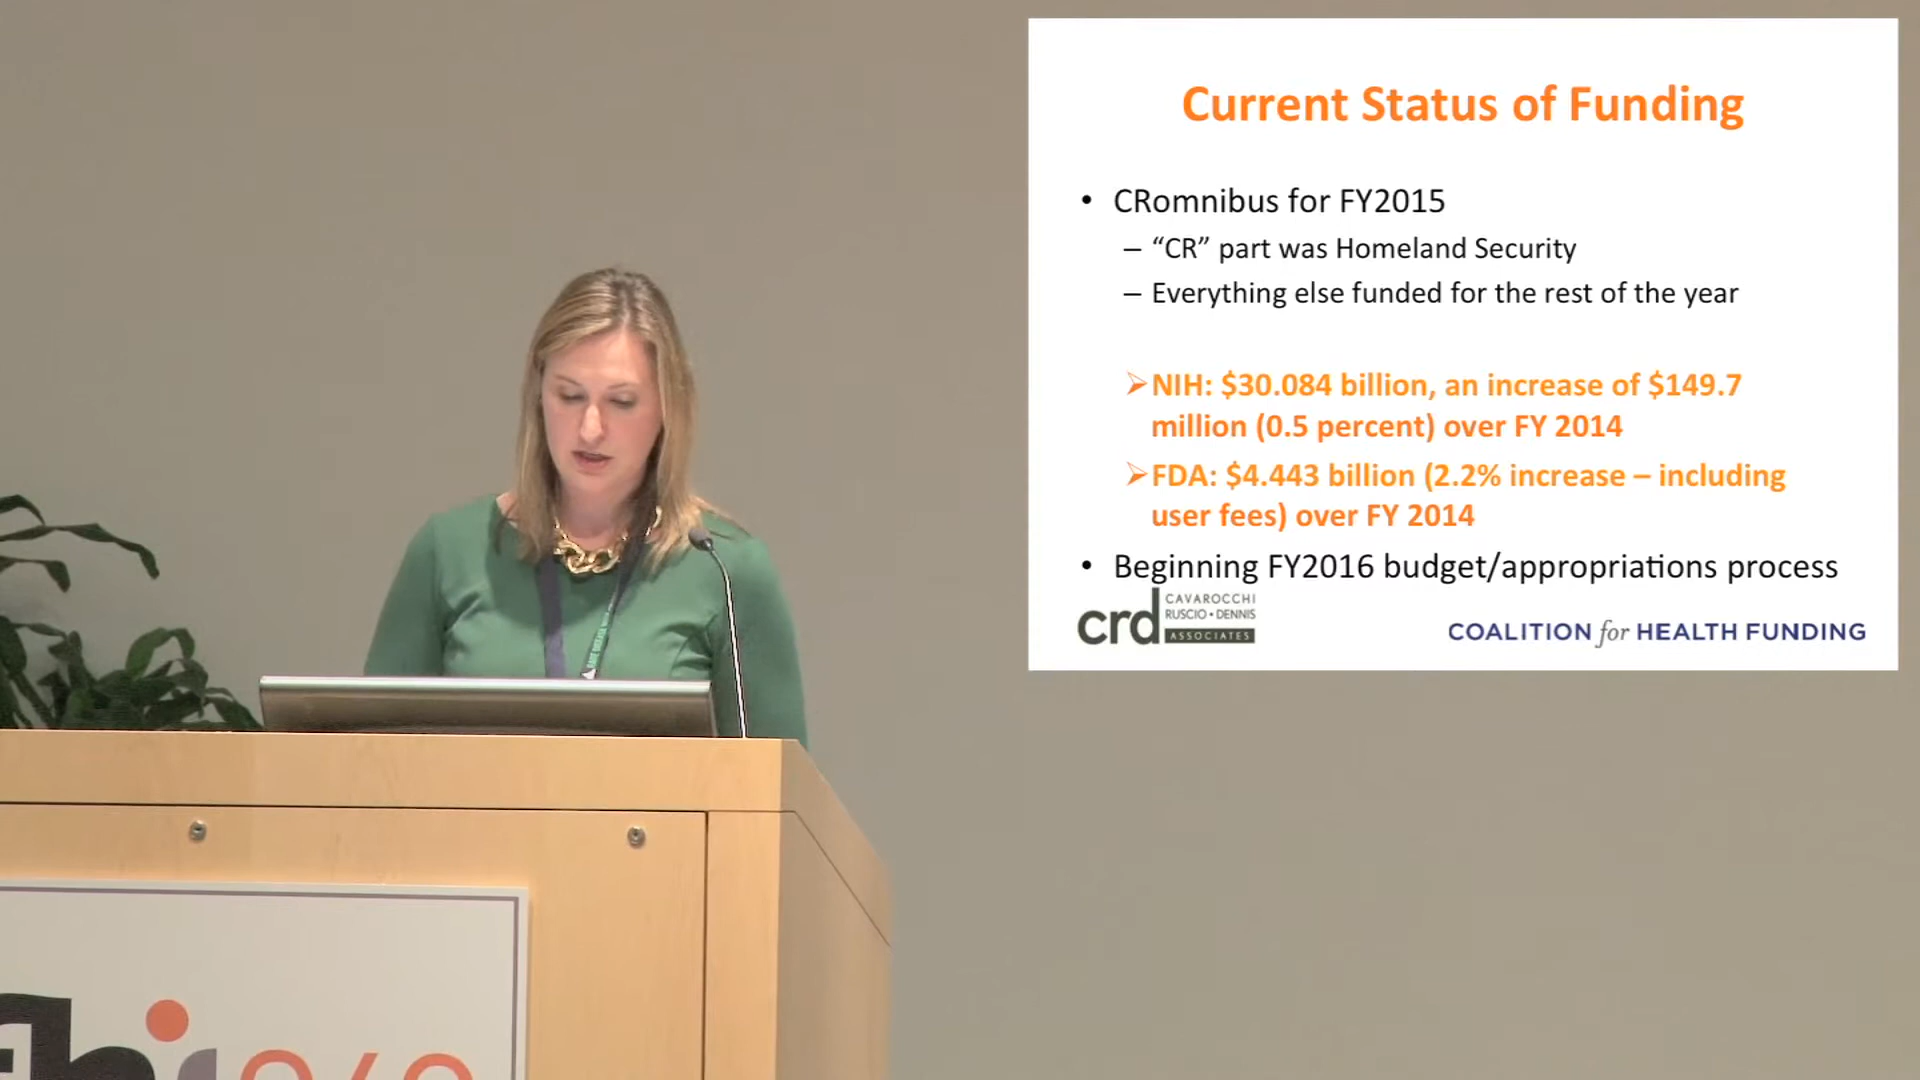 Current Status of Funding
• CRomnibus for FY2015
– “CR” part was Homeland Security
– Everything else funded for the rest of the year
➢NIH: $30.084 billion, an increase of $149.7
million (0.5 percent) over FY 2014
➢FDA: $4.443 billion (2.2% increase – including
user fees) over FY 2014
• Beginning FY2016 budget/appropriations process
crd
CAVAROCCHI
RUSCIO • DENNIS
ASSOCIATES
COALITION for HEALTH FUNDING
fhi 360